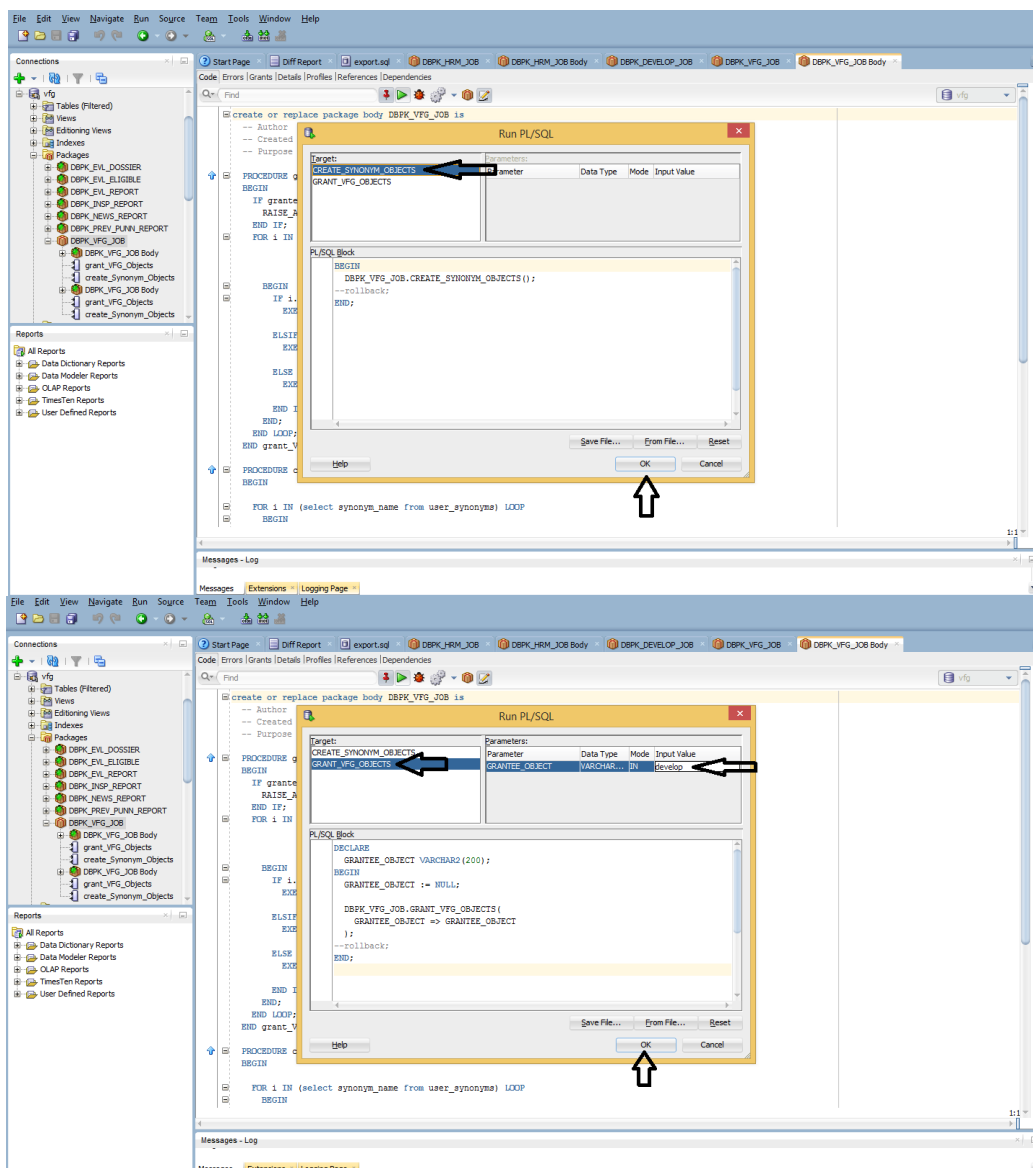 File Edit View Navigate Run Source Team Tools Window Help
Connections
Start Page Diff Report export.sql DBPK_HRM_JOB DBPK_HRM_JOB Body DBPK_DEVELOP_JOB DBPK_VFG_JOB DBPK_VFG_JOB Body
Code Errors |Grants |Details |Profiles |References |Dependencies
Find
vfg
vfg
Tables (Filtered)
Views
Editioning Views
Indexes
Packages
DBPK_EVL_DOSSIER
DBPK_EVL_ELIGIBLE
DBPK_EVL_REPORT
DBPK_INSP_REPORT
DBPK_NEWS_REPORT
DBPK_PREV_PUNN_REPORT
DBPK_VFG_JOB
DBPK_VFG_JOB Body
grant_VFG_Objects
create_Synonym_Objects
DBPK_VFG_JOB Body
grant_VFG_Objects
create_Synonym_Objects
Reports
All Reports
Data Dictionary Reports
Data Modeler Reports
OLAP Reports
TimesTen Reports
User Defined Reports
create or replace package body DBPK_VFG_JOB is
-- Author
-- Created
-- Purpose
PROCEDURE g
BEGIN
IF grante
RAISE_A
END IF;
FOR i IN
BEGIN
IF i.
EXE
ELSIF
EXE
ELSE
EXE
END I
END;
END LOOP;
END grant_V
PROCEDURE c
BEGIN
FOR i IN (select synonym_name from user_synonyms) LOOP
BEGIN
Run PL/SQL
Target:
CREATE_SYNONYM_OBJECTS
GRANT_VFG_OBJECTS
Parameters:
Parameter Data Type Mode Input Value
PL/SQL Block
BEGIN
DBPK_VFG_JOB.CREATE_SYNONYM_OBJECTS();
--rollback;
END;
Save File... From File... Reset
Help OK Cancel
1:1
Messages - Log
Messages Extensions Logging Page
File Edit View Navigate Run Source Team Tools Window Help
Connections
Start Page Diff Report export.sql DBPK_HRM_JOB DBPK_HRM_JOB Body DBPK_DEVELOP_JOB DBPK_VFG_JOB DBPK_VFG_JOB Body
Code Errors |Grants |Details |Profiles |References |Dependencies
Find
vfg
vfg
Tables (Filtered)
Views
Editioning Views
Indexes
Packages
DBPK_EVL_DOSSIER
DBPK_EVL_ELIGIBLE
DBPK_EVL_REPORT
DBPK_INSP_REPORT
DBPK_NEWS_REPORT
DBPK_PREV_PUNN_REPORT
DBPK_VFG_JOB
DBPK_VFG_JOB Body
grant_VFG_Objects
create_Synonym_Objects
DBPK_VFG_JOB Body
grant_VFG_Objects
create_Synonym_Objects
Reports
All Reports
Data Dictionary Reports
Data Modeler Reports
OLAP Reports
TimesTen Reports
User Defined Reports
create or replace package body DBPK_VFG_JOB is
-- Author
-- Created
-- Purpose
PROCEDURE g
BEGIN
IF grante
RAISE_A
END IF;
FOR i IN
BEGIN
IF i.
EXE
ELSIF
EXE
ELSE
EXE
END I
END;
END LOOP;
END grant_V
PROCEDURE c
BEGIN
FOR i IN (select synonym_name from user_synonyms) LOOP
BEGIN
Run PL/SQL
Target:
CREATE_SYNONYM_OBJECTS
GRANT_VFG_OBJECTS
Parameters:
Parameter Data Type Mode Input Value
GRANTEE_OBJECT VARCHAR... IN develop
PL/SQL Block
DECLARE
GRANTEE_OBJECT VARCHAR2(200);
BEGIN
GRANTEE_OBJECT := NULL;
DBPK_VFG_JOB.GRANT_VFG_OBJECTS(
GRANTEE_OBJECT => GRANTEE_OBJECT
);
--rollback;
END;
Save File... From File... Reset
Help OK Cancel
1:1
Messages - Log
Messages Extensions Logging Page